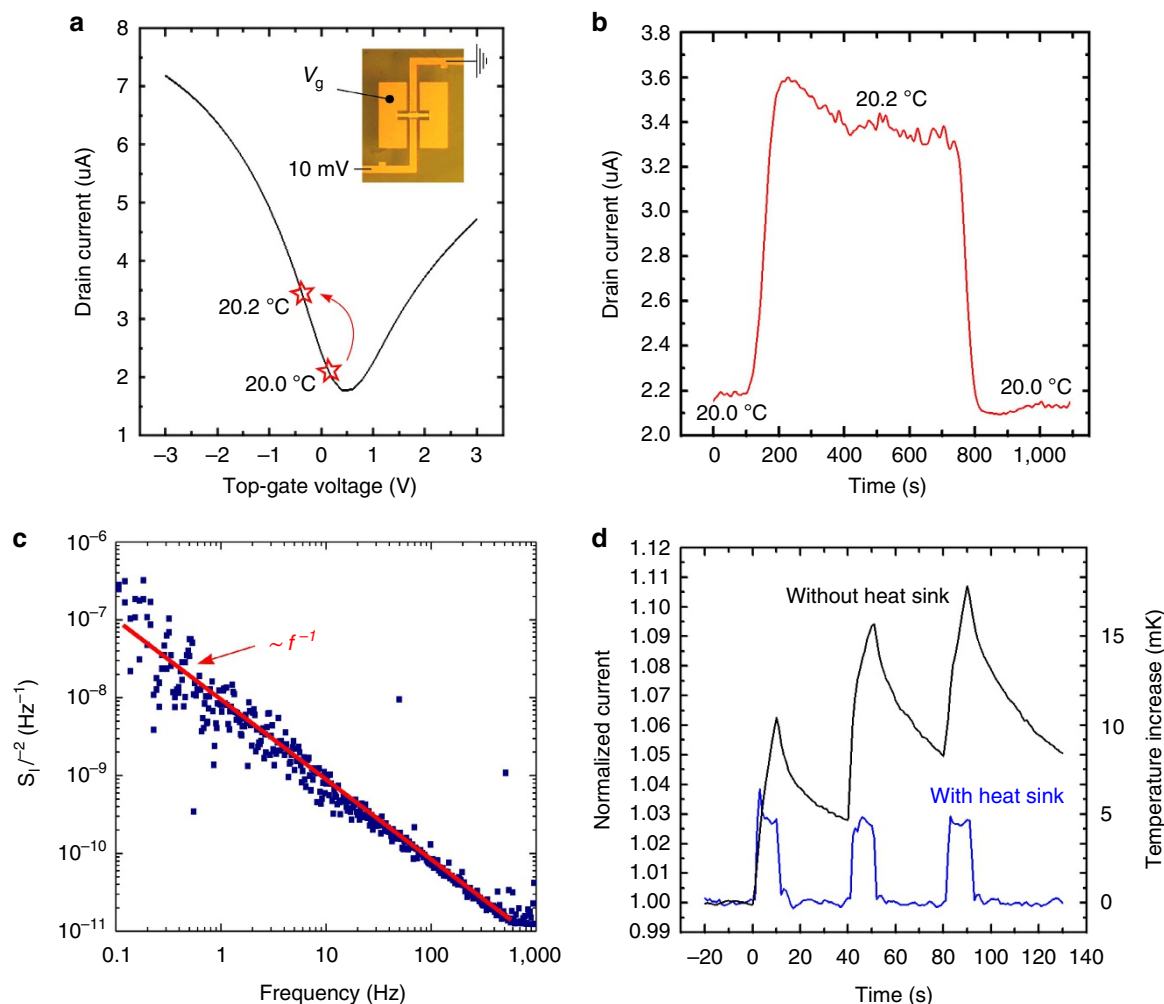 a
8
7
6
5
4
3
2
1
Drain current (uA)
V_g
10 mV
20.2 °C
20.0 °C
–3 –2 –1 0 1 2 3
Top-gate voltage (V)
b
3.8
3.6
3.4
3.2
3.0
2.8
2.6
2.4
2.2
2.0
Drain current (uA)
20.2 °C
20.0 °C
20.0 °C
0 200 400 600 800 1,000
Time (s)
c
10⁻⁶
10⁻⁷
10⁻⁸
10⁻⁹
10⁻¹⁰
10⁻¹¹
S_I/⁻² (Hz⁻¹)
~ f⁻¹
0.1 1 10 100 1,000
Frequency (Hz)
d
1.12
1.11
1.10
1.09
1.08
1.07
1.06
1.05
1.04
1.03
1.02
1.01
1.00
0.99
Normalized current
Without heat sink
With heat sink
15
10
5
0
Temperature increase (mK)
–20 0 20 40 60 80 100 120 140
Time (s)